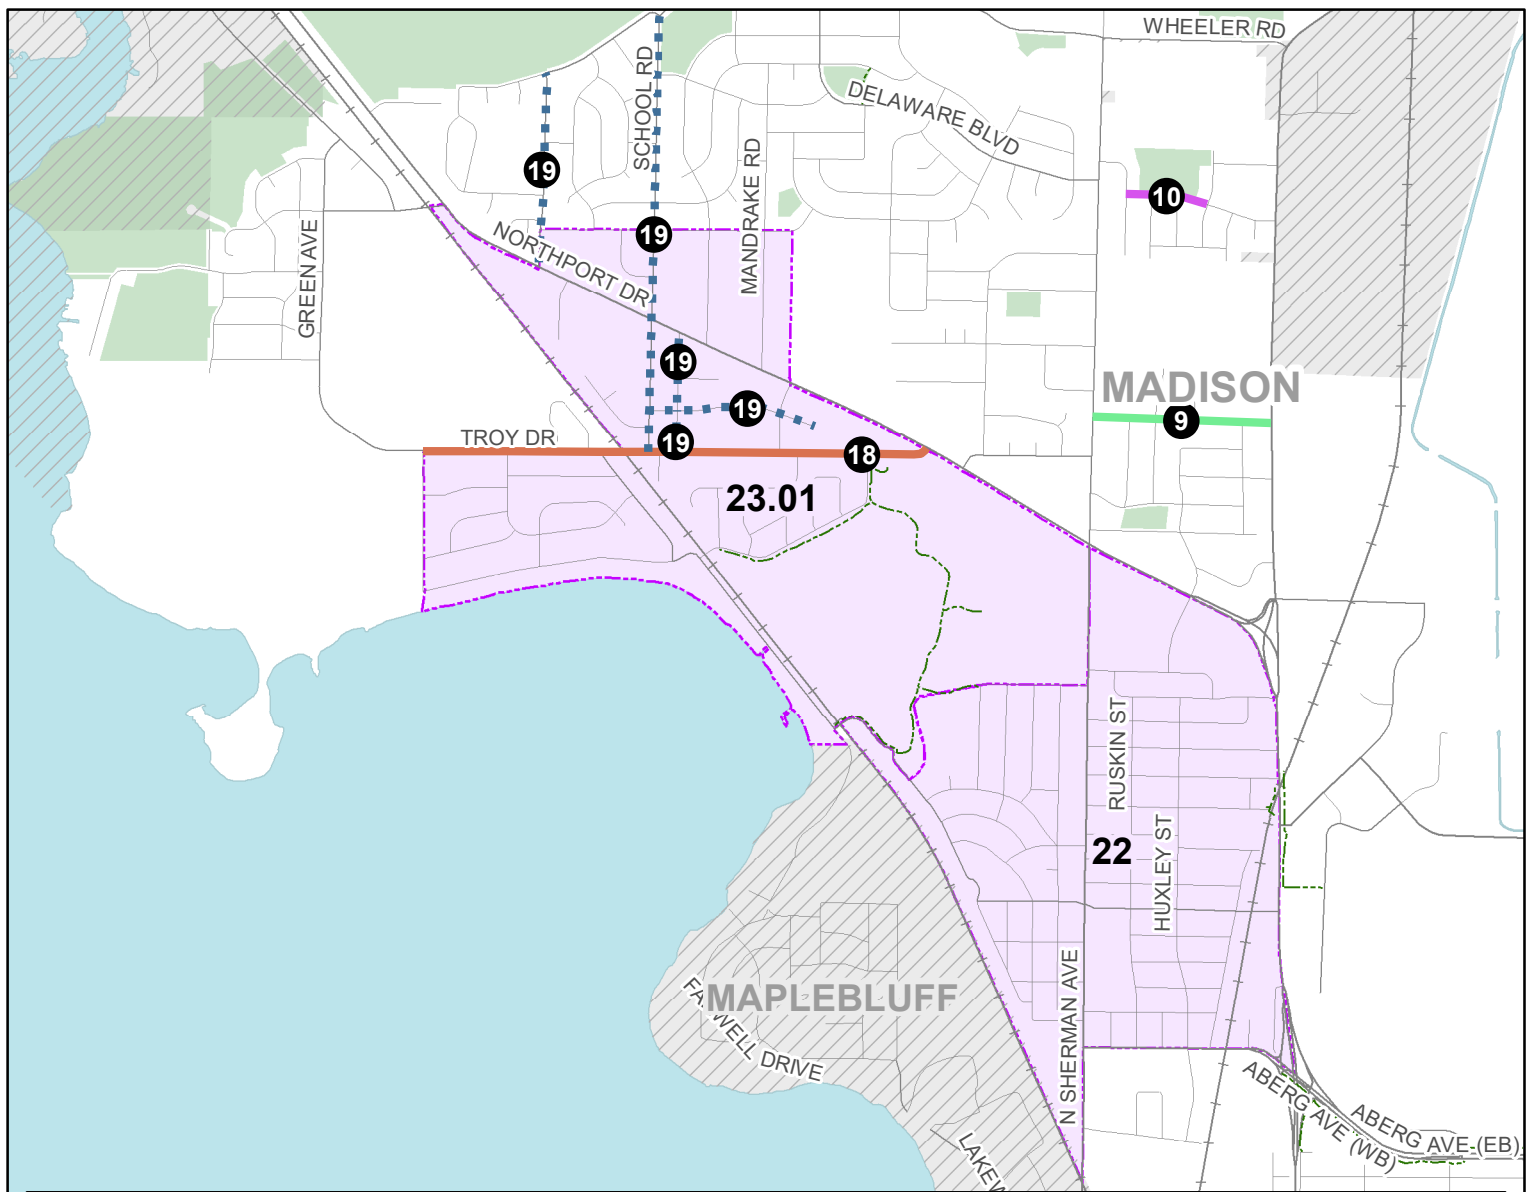 WHEELER RD
SCHOOL RD
DELAWARE BLVD
MANDRAKE RD
19
10
GREEN AVE
NORTHPORT DR
19
19
MADISON
19
9
TROY DR
19
18
23.01
RUSKIN ST
22
HUXLEY ST
MAPLEBLUFF
N SHERMAN AVE
DRIVE
ABERG AVE (WB)
ABERG AVE (EB)